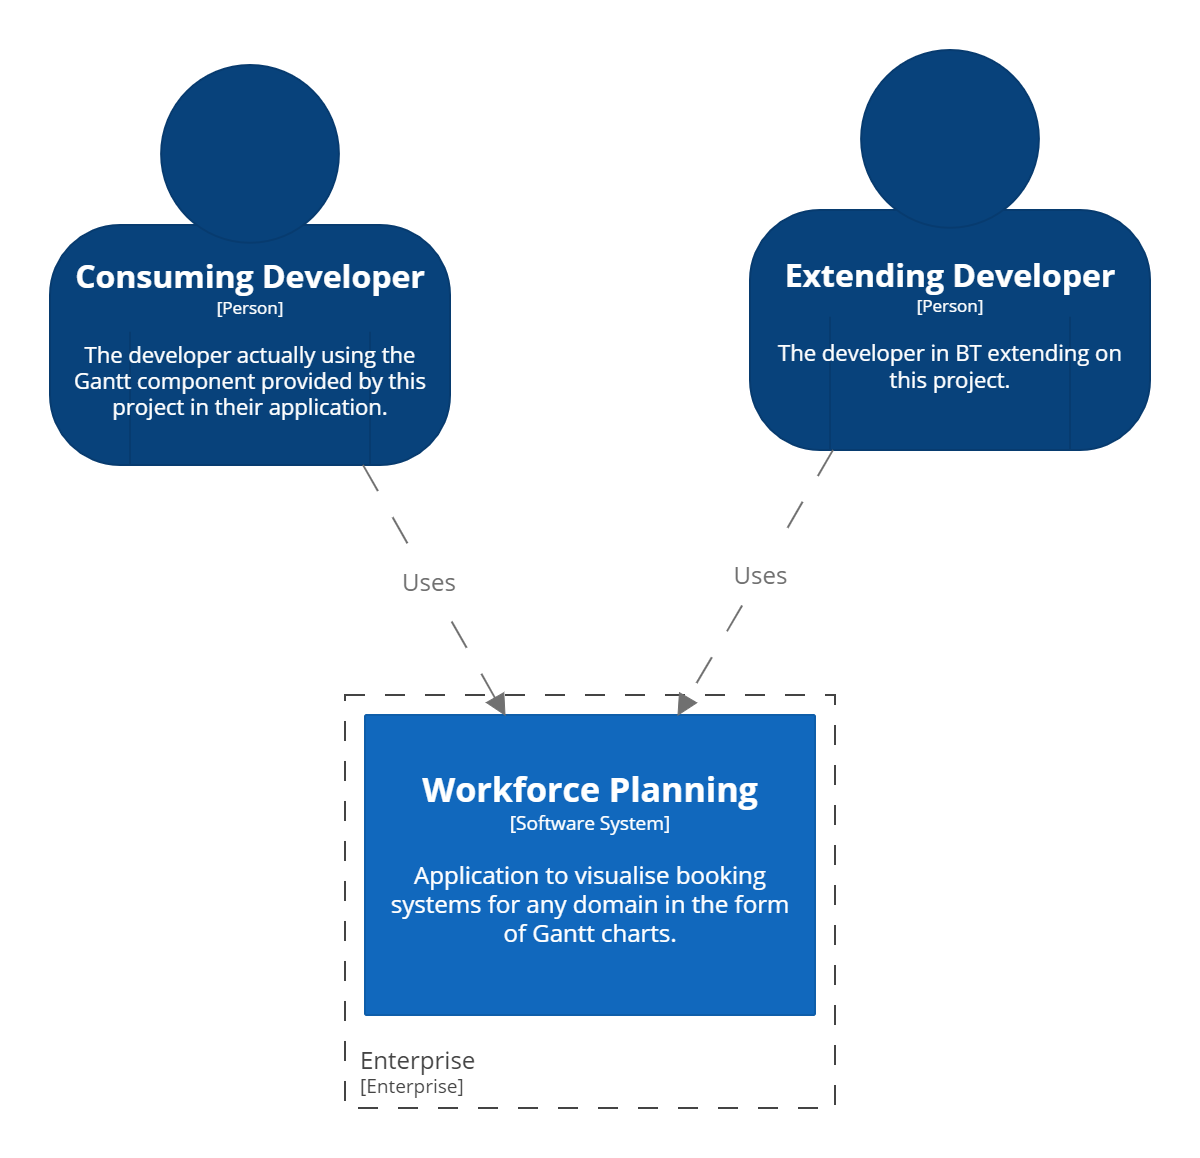 Consuming Developer
[Person]
The developer actually using the
Gantt component provided by this
project in their application.
Extending Developer
[Person]
The developer in BT extending on
this project.
Uses
Uses
Workforce Planning
[Software System]
Application to visualise booking
systems for any domain in the form
of Gantt charts.
Enterprise
[Enterprise]